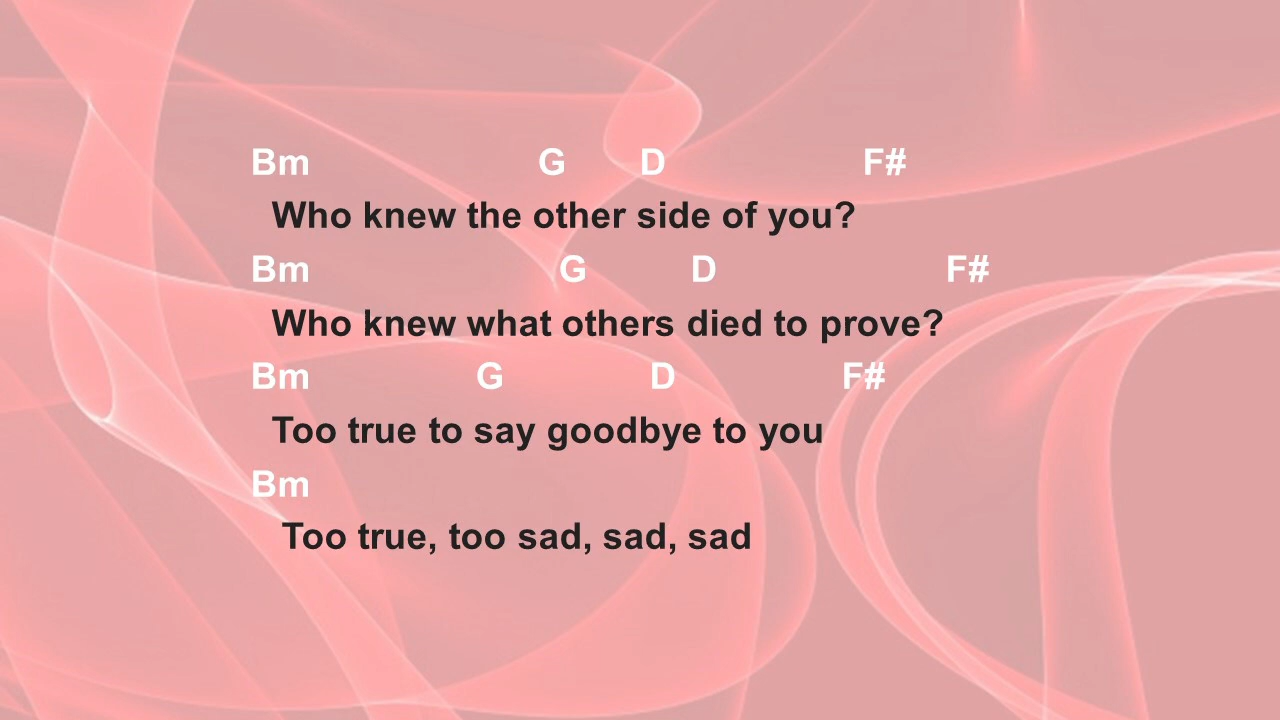 Bm G D F#
Who knew the other side of you?
Bm G D F#
Who knew what others died to prove?
Bm G D F#
Too true to say goodbye to you
Bm
Too true, too sad, sad, sad